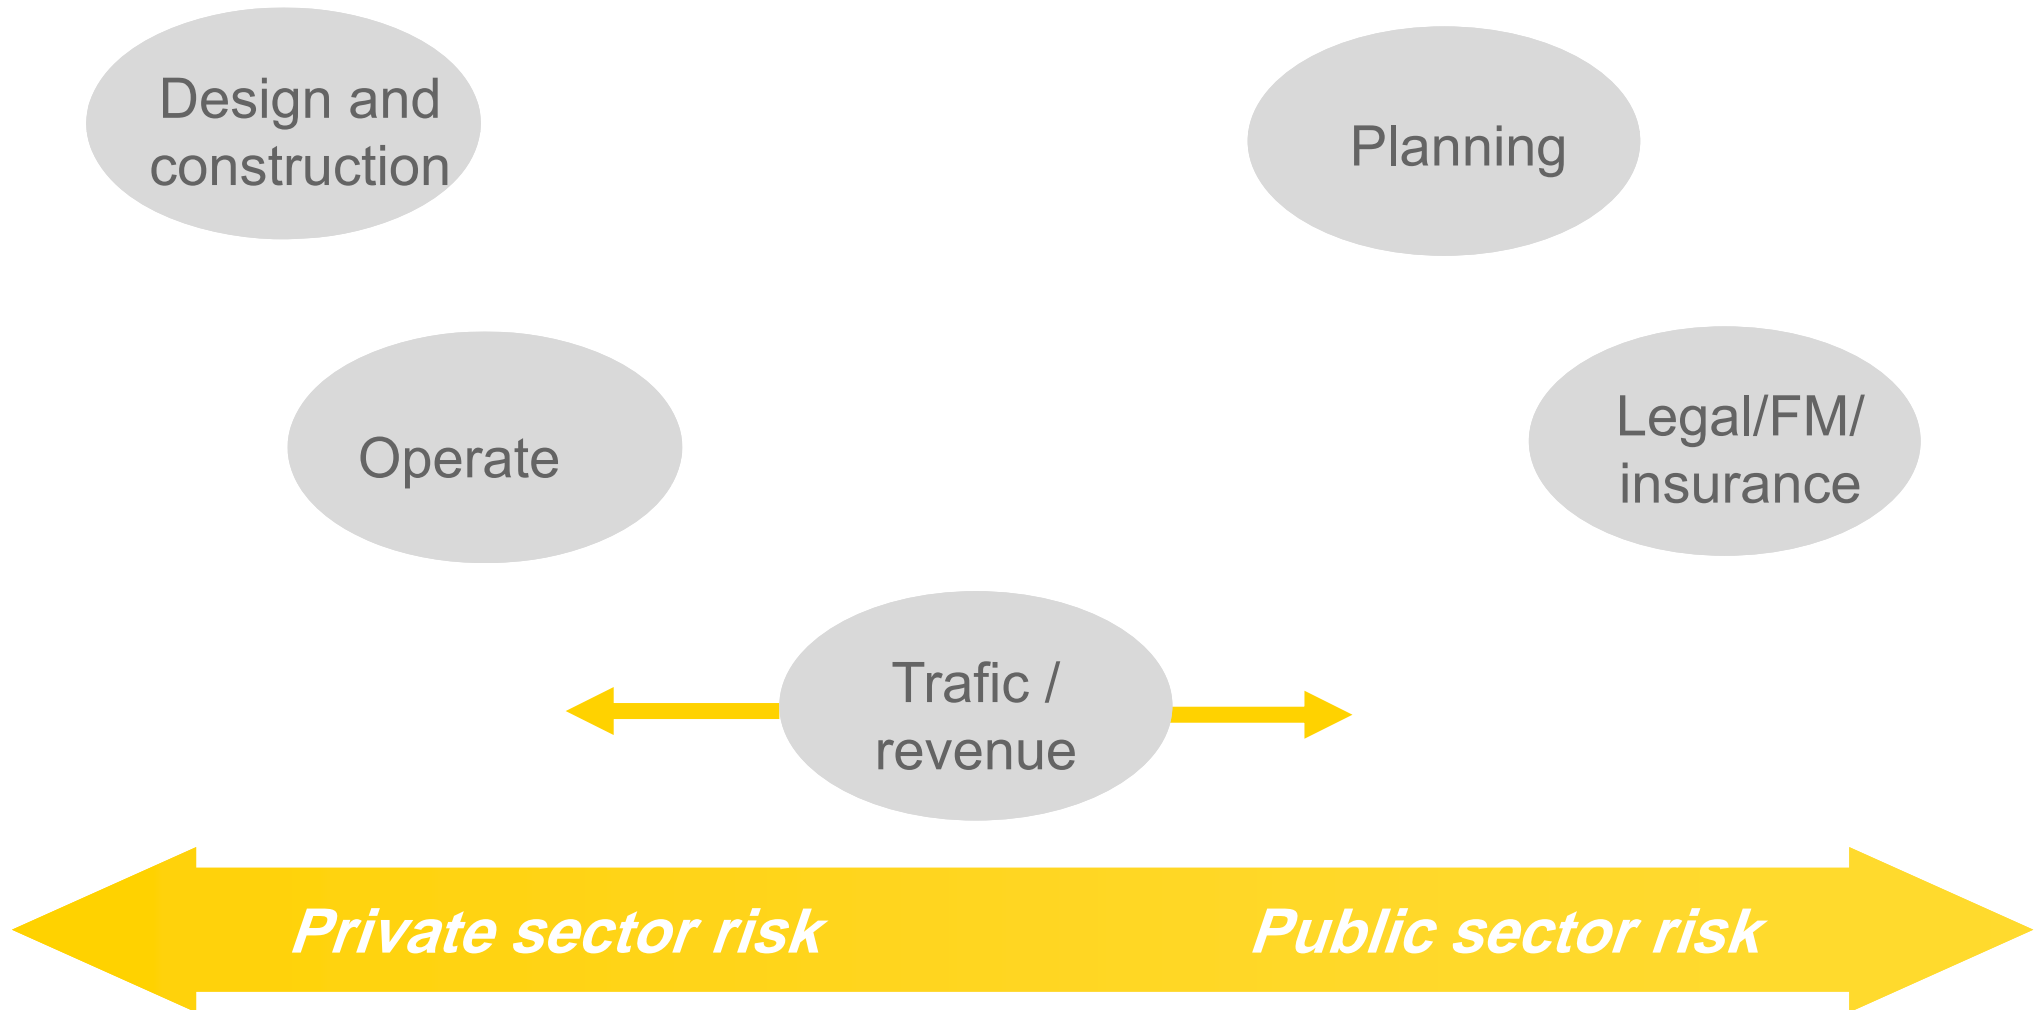 Design and
construction
Planning
Operate
Legal/FM/
insurance
Trafic /
revenue
Private sector risk
Public sector risk